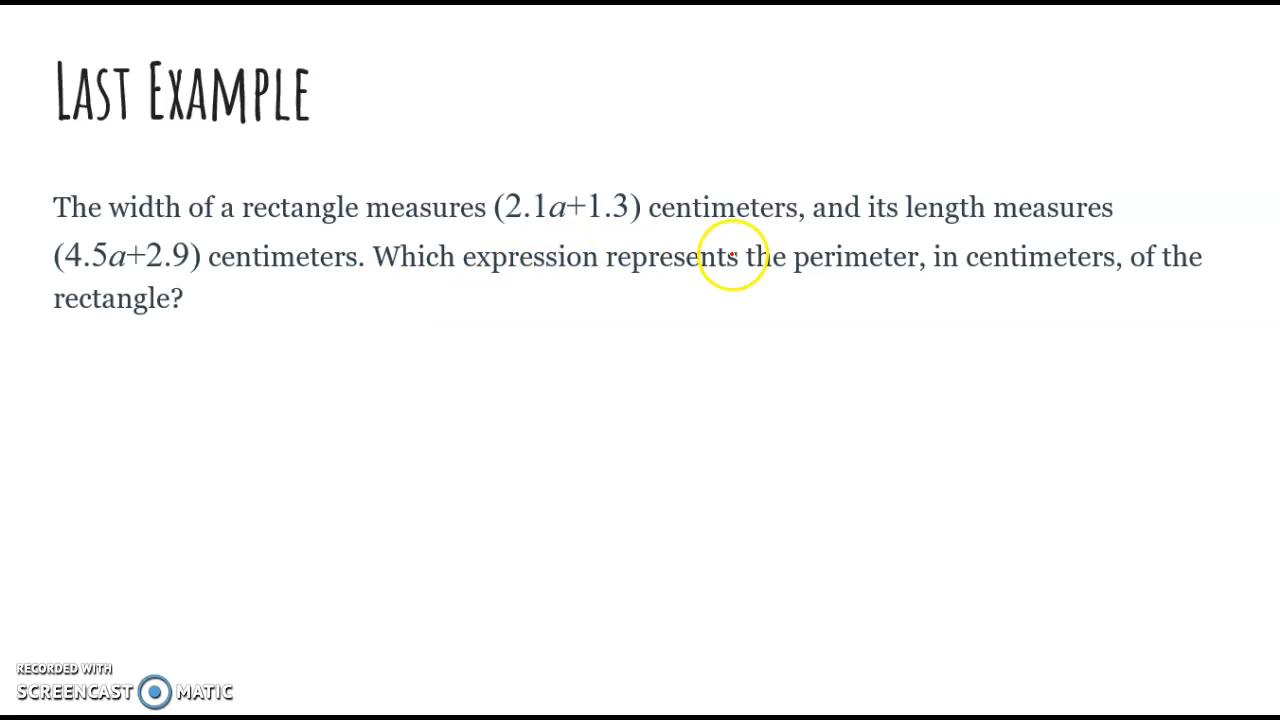 LAST EXAMPLE
The width of a rectangle measures (2.1a+1.3) centimeters, and its length measures
(4.5a+2.9) centimeters. Which expression represents the perimeter, in centimeters, of the
rectangle?
RECORDED WITH
SCREENCAST MATIC